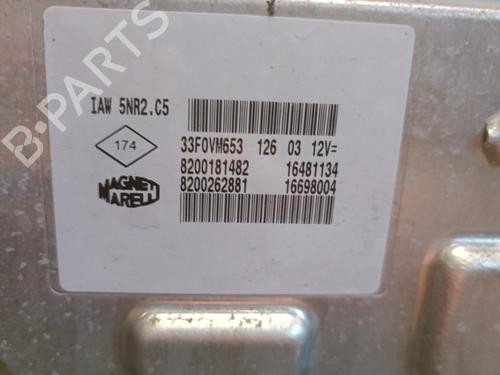 B-PARTS
IAW 5NR2.C5
174
33F0VM653 126 03 12V=
8200181482 16481134
8200262881 16698004
MAGNETI
MARELLI